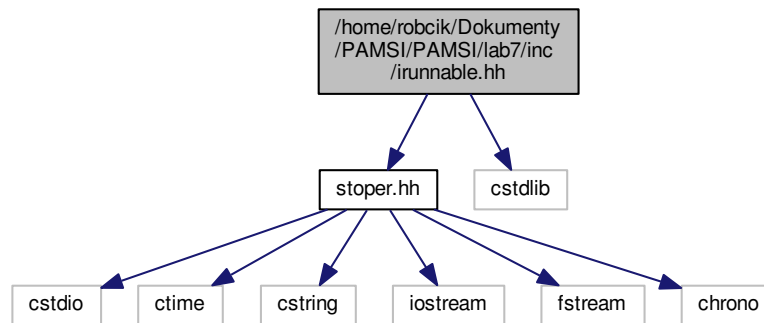 /home/robcik/Dokumenty
/PAMSI/PAMSI/lab7/inc
/irunnable.hh
stoper.hh
cstdlib
cstdio
ctime
cstring
iostream
fstream
chrono